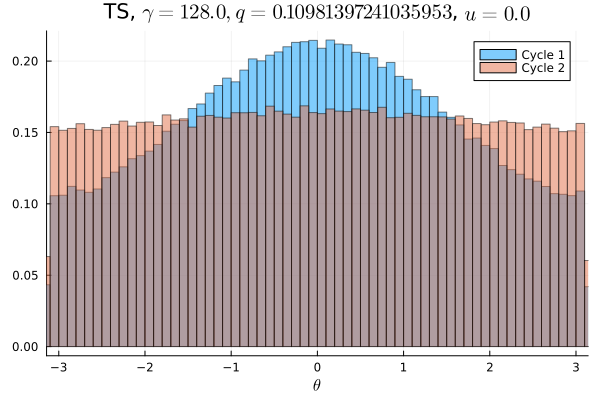 TS, γ = 128.0, q = 0.10981397241035953, u = 0.0
Cycle 1
Cycle 2
0.20
0.15
0.10
0.05
0.00
−3 −2 −1 0 1 2 3
θ